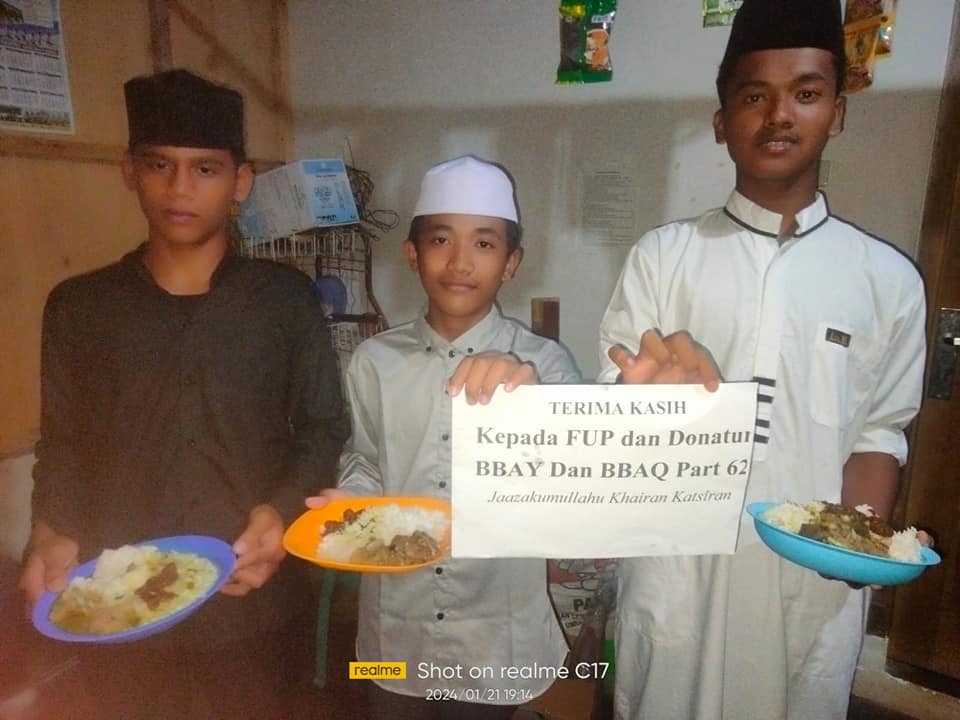 TERIMA KASIH
Kepada FUP dan Donatur
BBAY Dan BBAQ Part 62
Jaazakumullahu Khairan Katsiran
realme Shot on realme C17
2024/01/21 19:14